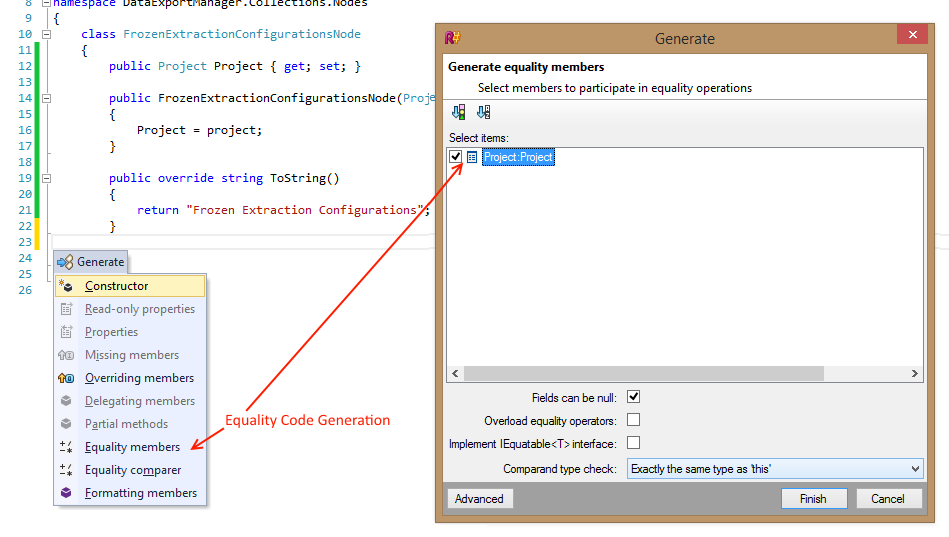 8 namespace DataExportManager.Collections.Nodes
9 {
10 class FrozenExtractionConfigurationsNode
11 {
12 public Project Project { get; set; }
13
14 public FrozenExtractionConfigurationsNode(Proje
15 {
16 Project = project;
17 }
18
19 public override string ToString()
20 {
21 return "Frozen Extraction Configurations";
22 }
23
24
25
26
Generate
Constructor
Read-only properties
Properties
Missing members
Overriding members
Delegating members
Partial methods
Equality members
Equality comparer
Formatting members
Equality Code Generation
R#
Generate
Generate equality members
Select members to participate in equality operations
Select items:
Project:Project
Fields can be null:
Overload equality operators:
Implement IEquatable<T> interface:
Comparand type check: Exactly the same type as 'this'
Advanced Finish Cancel